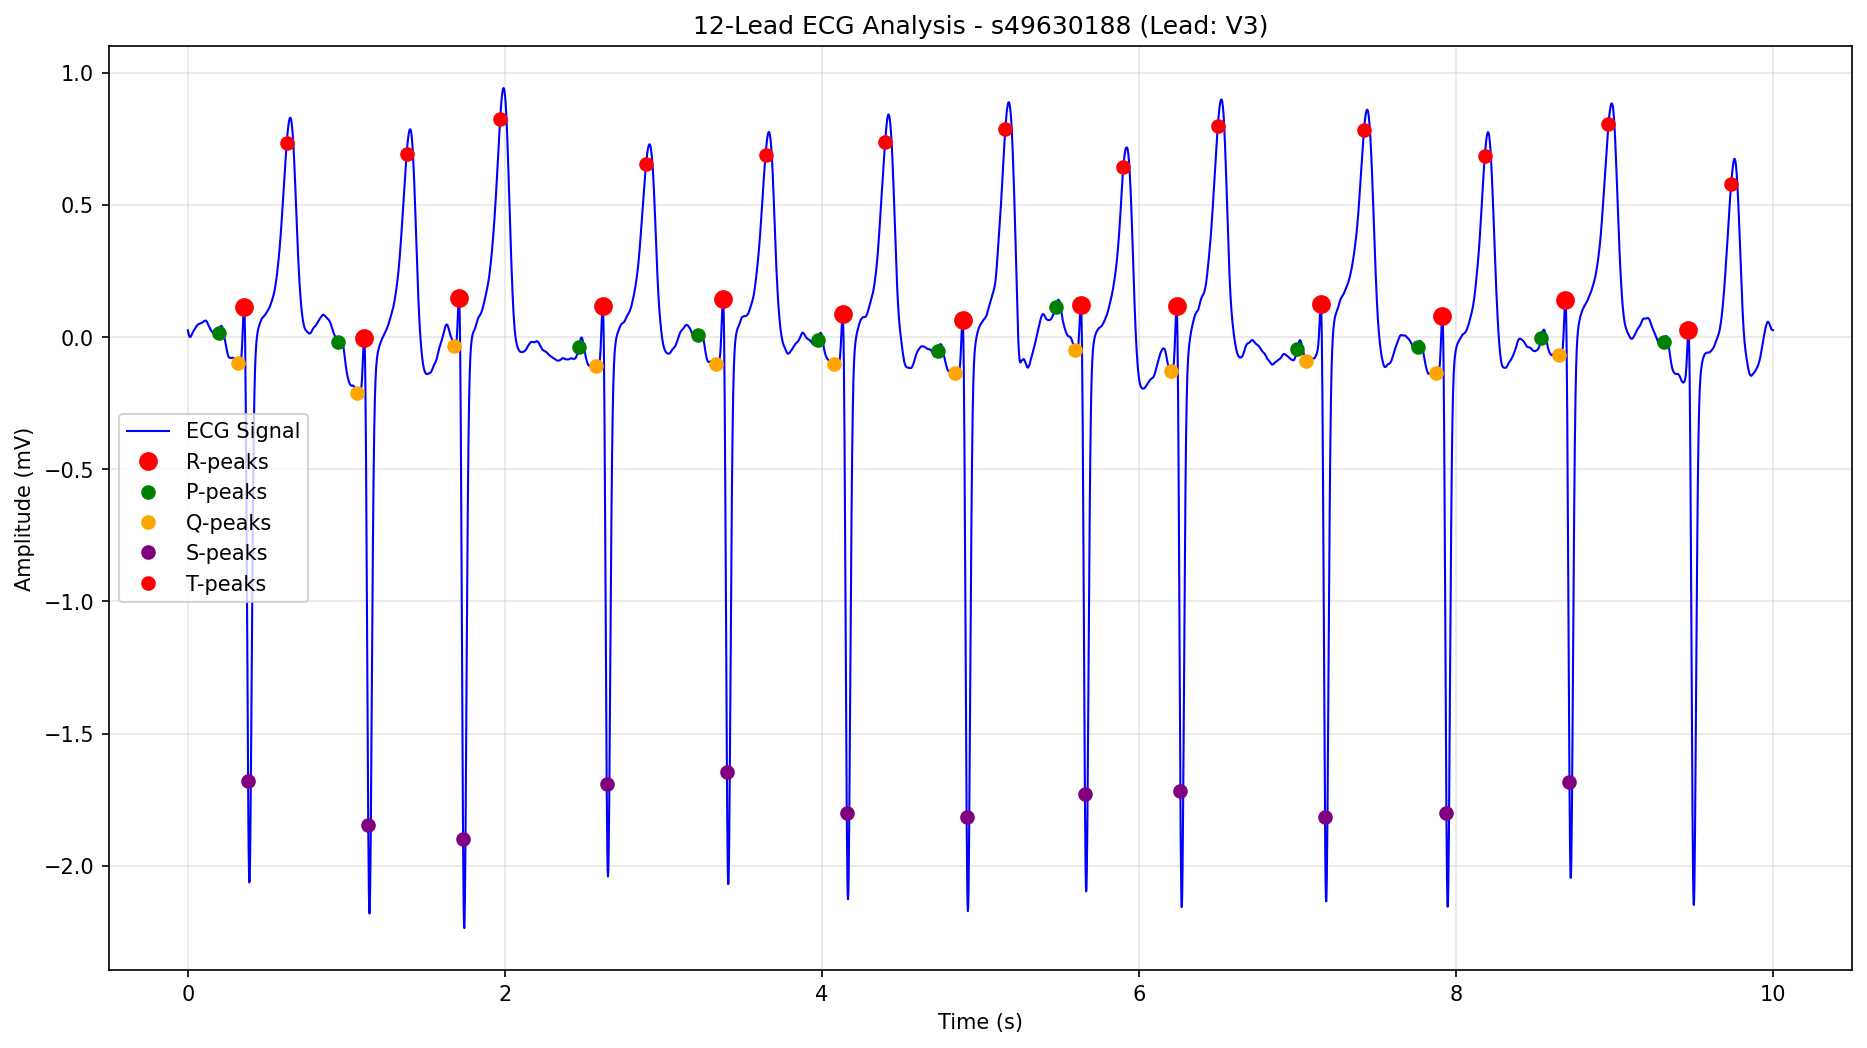 12-Lead ECG Analysis - s49630188 (Lead: V3)
Amplitude (mV)
1.0
0.5
0.0
−0.5
−1.0
−1.5
−2.0
ECG Signal
R-peaks
P-peaks
Q-peaks
S-peaks
T-peaks
0 2 4 6 8 10
Time (s)